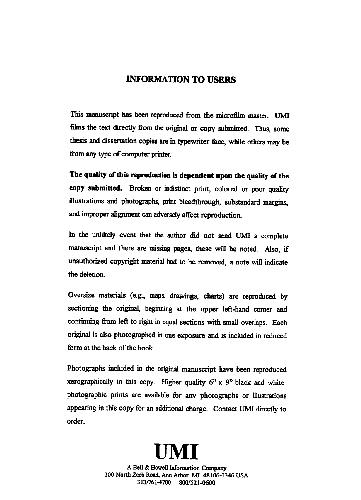 INFORMATION TO USERS
This manuscript has been reproduced from the microfilm master. UMI
films the text directly from the original or copy submitted. Thus, some
thesis and dissertation copies are in typewriter face, while others may be
from any type of computer printer.
The quality of this reproduction is dependent upon the quality of the
copy submitted. Broken or indistinct print, colored or poor quality
illustrations and photographs, print bleedthrough, substandard margins,
and improper alignment can adversely affect reproduction.
In the unlikely event that the author did not send UMI a complete
manuscript and there are missing pages, these will be noted. Also, if
unauthorized copyright material had to be removed, a note will indicate
the deletion.
Oversize materials (e.g., maps, drawings, charts) are reproduced by
sectioning the original, beginning at the upper left-hand corner and
continuing from left to right in equal sections with small overlaps. Each
original is also photographed in one exposure and is included in reduced
form at the back of the book.
Photographs included in the original manuscript have been reproduced
xerographically in this copy. Higher quality 6" x 9" black and white
photographic prints are available for any photographs or illustrations
appearing in this copy for an additional charge. Contact UMI directly to
order.
UMI
A Bell & Howell Information Company
300 North Zeeb Road, Ann Arbor MI 48106-1346 USA
313/761-4700 800/521-0600